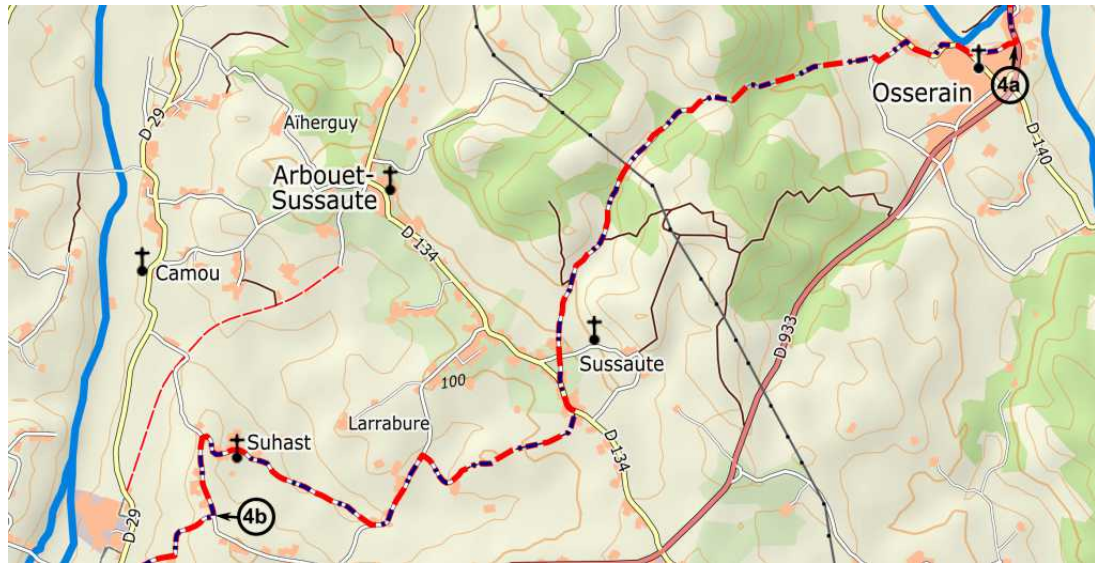 D 29
Aïherguy
Arbouet-
Sussaute
D 134
Camou
Osserain
4a
D 140
D 933
Sussaute
100
Larrabure
Suhast
D 134
4b
D 29